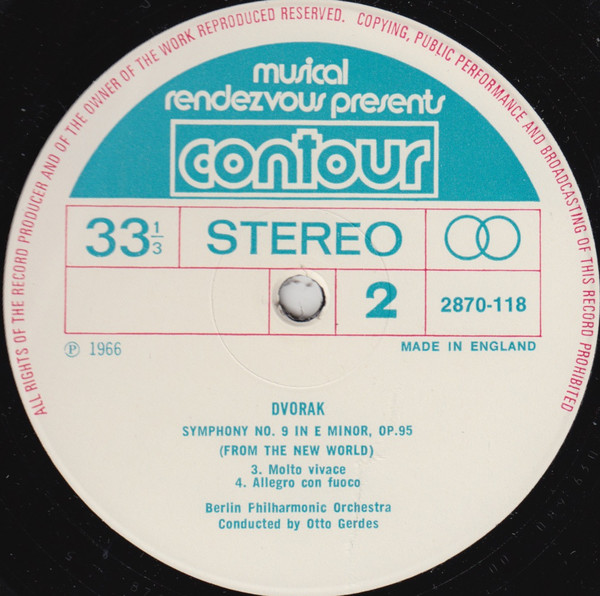 ALL RIGHTS OF THE RECORD PRODUCER AND OF THE OWNER OF THE WORK REPRODUCED RESERVED. COPYING, PUBLIC PERFORMANCE AND BROADCASTING OF THIS RECORD PROHIBITED
musical
rendezvous presents
contour
33 1/3 STEREO
2 2870-118
℗ 1966 MADE IN ENGLAND
DVORAK
SYMPHONY NO. 9 IN E MINOR, OP.95
(FROM THE NEW WORLD)
3. Molto vivace
4. Allegro con fuoco
Berlin Philharmonic Orchestra
Conducted by Otto Gerdes